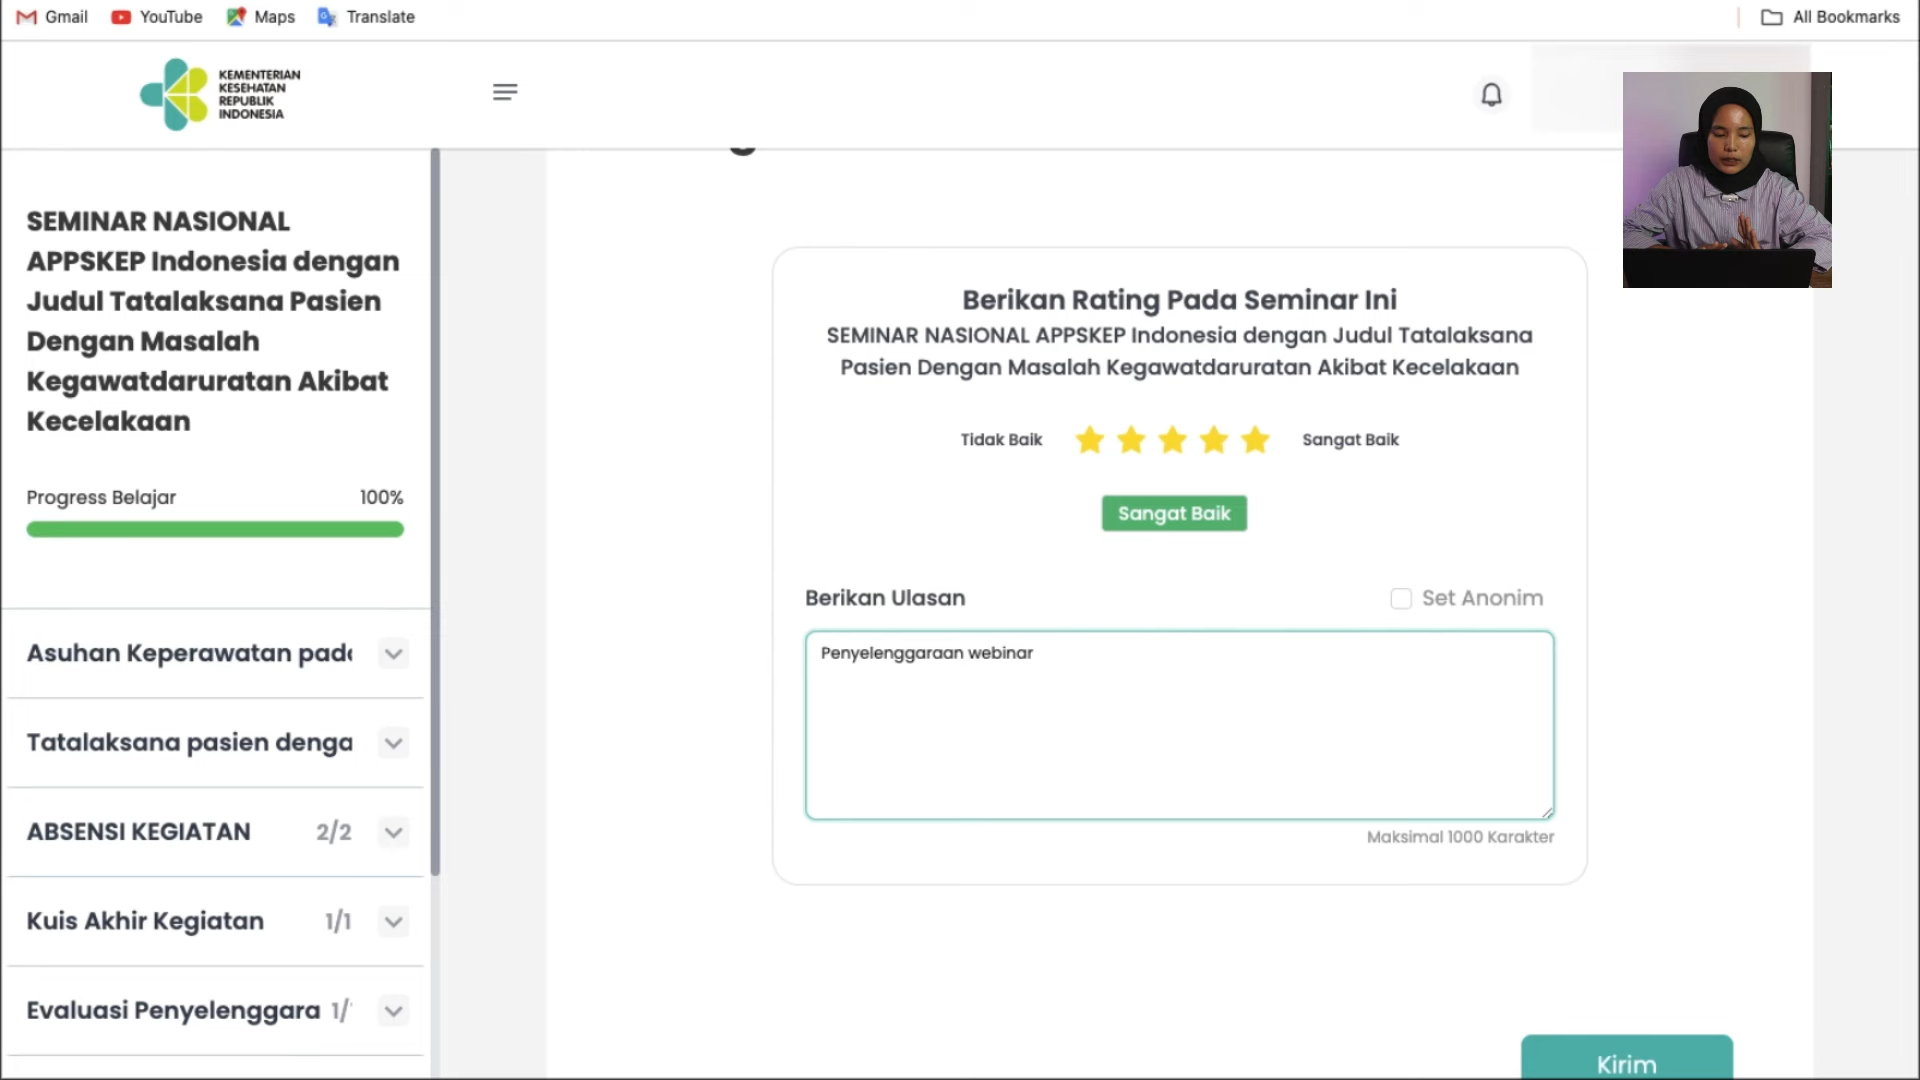 Gmail YouTube Maps Translate All Bookmarks
KEMENTERIAN
KESEHATAN
REPUBLIK
INDONESIA
SEMINAR NASIONAL
APPSKEP Indonesia dengan
Judul Tatalaksana Pasien
Dengan Masalah
Kegawatdaruratan Akibat
Kecelakaan
Progress Belajar 100%
Asuhan Keperawatan pad
Tatalaksana pasien denga
ABSENSI KEGIATAN 2/2
Kuis Akhir Kegiatan 1/1
Evaluasi Penyelenggara 1/
Berikan Rating Pada Seminar Ini
SEMINAR NASIONAL APPSKEP Indonesia dengan Judul Tatalaksana
Pasien Dengan Masalah Kegawatdaruratan Akibat Kecelakaan
Tidak Baik Sangat Baik
Sangat Baik
Berikan Ulasan Set Anonim
Penyelenggaraan webinar
Maksimal 1000 Karakter
Kirim